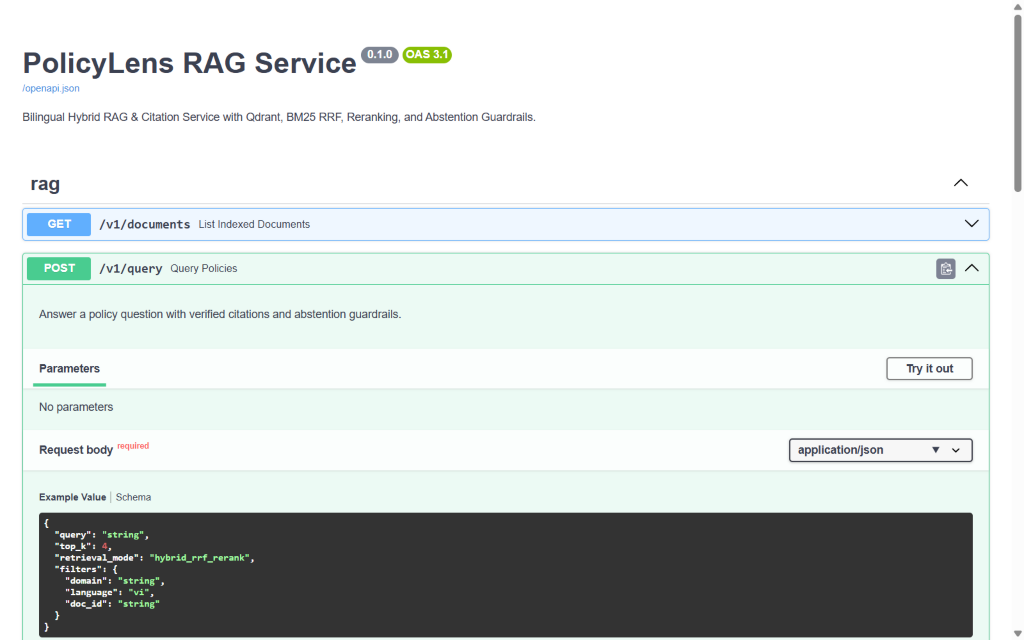 PolicyLens RAG Service 0.1.0 OAS 3.1
/openapi.json
Bilingual Hybrid RAG & Citation Service with Qdrant, BM25 RRF, Reranking, and Abstention Guardrails.
rag
GET /v1/documents List Indexed Documents
POST /v1/query Query Policies
Answer a policy question with verified citations and abstention guardrails.
Parameters Try it out
No parameters
Request body required application/json
Example Value Schema
{
  "query": "string",
  "top_k": 4,
  "retrieval_mode": "hybrid_rrf_rerank",
  "filters": {
    "domain": "string",
    "language": "vi",
    "doc_id": "string"
  }
}